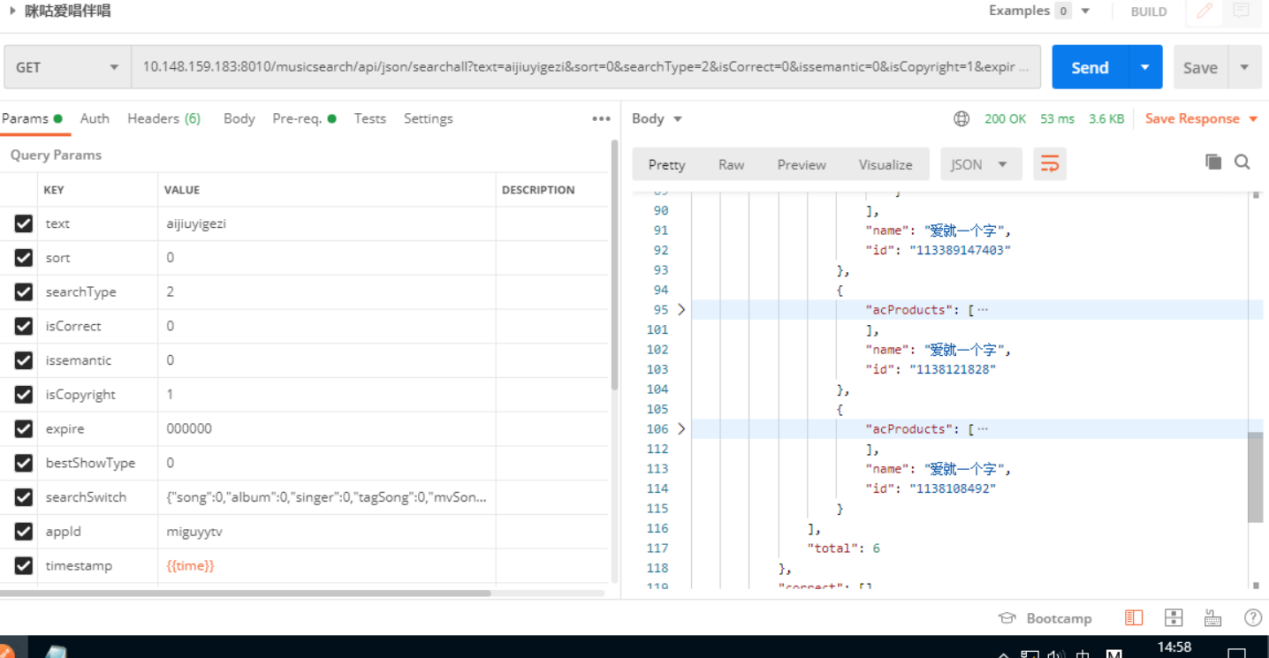 咪咕爱唱伴唱
Examples 0
BUILD
GET
10.148.159.183:8010/musicsearch/api/json/searchall?text=aijiuyigezi&sort=0&searchType=2&isCorrect=0&issemantic=0&isCopyright=1&expir ...
Send
Save
Params
Auth
Headers (6)
Body
Pre-req.
Tests
Settings
Query Params
KEY VALUE DESCRIPTION
text aijiuyigezi
sort 0
searchType 2
isCorrect 0
issemantic 0
isCopyright 1
expire 000000
bestShowType 0
searchSwitch {"song":0,"album":0,"singer":0,"tagSong":0,"mvSon...
appId miguyytv
timestamp {{time}}
Body
200 OK 53 ms 3.6 KB Save Response
Pretty Raw Preview Visualize JSON
89 }
90 ],
91 "name": "爱就一个字",
92 "id": "113389147403"
93 },
94 {
95 "acProducts": [ ...
101 ],
102 "name": "爱就一个字",
103 "id": "1138121828"
104 },
105 {
106 "acProducts": [ ...
112 ],
113 "name": "爱就一个字",
114 "id": "1138108492"
115 }
116 ],
117 "total": 6
118 },
119 "correct": []
Bootcamp
中 M 14:58